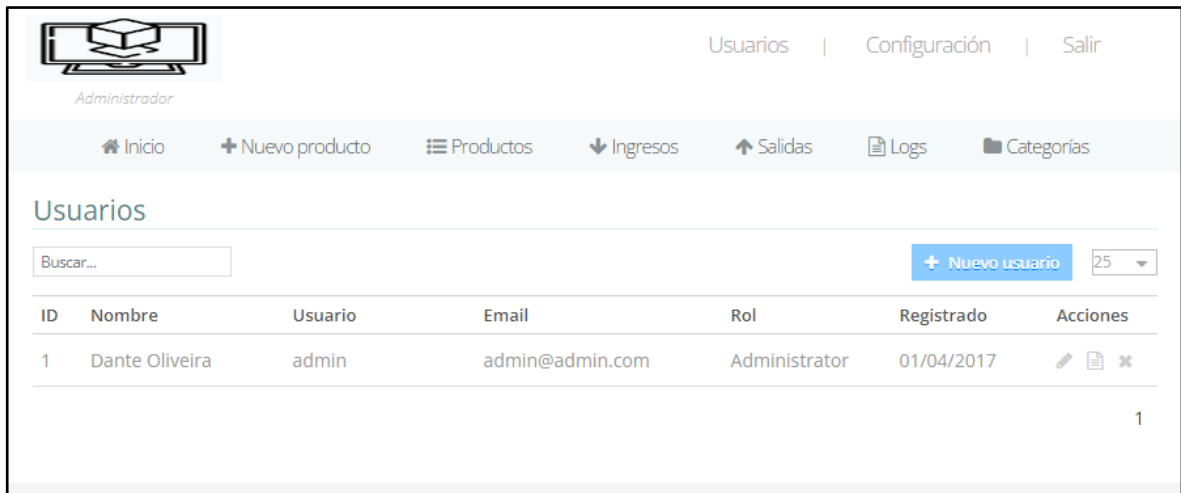 Usuarios | Configuración | Salir
Administrador
Inicio Nuevo producto Productos Ingresos Salidas Logs Categorías
Usuarios
Buscar... Nuevo usuario 25
ID Nombre Usuario Email Rol Registrado Acciones
1 Dante Oliveira admin admin@admin.com Administrator 01/04/2017
1